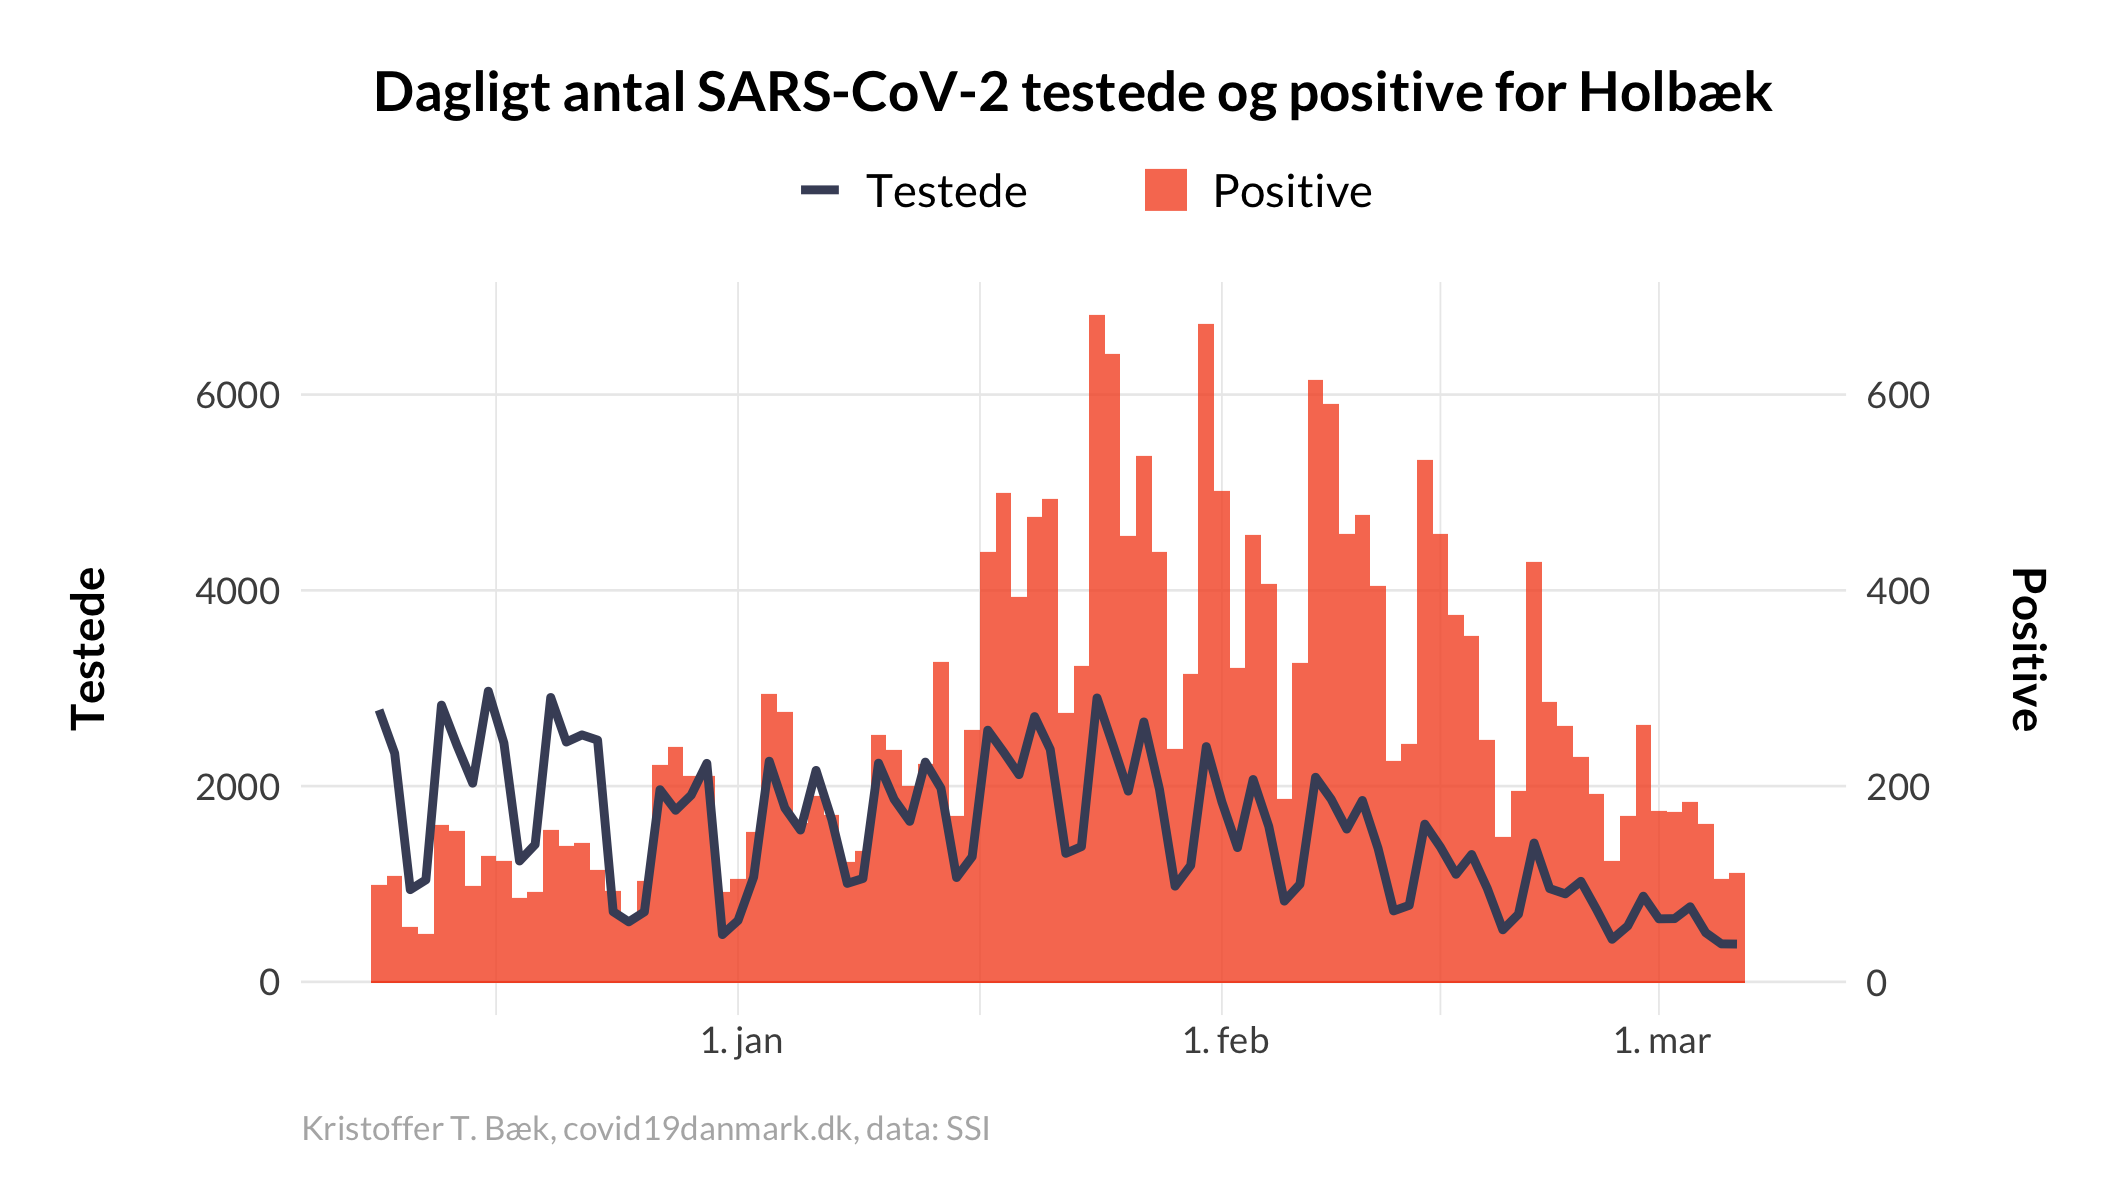 Dagligt antal SARS-CoV-2 testede og positive for Holbæk
Testede
Positive
Testede
6000
4000
2000
0
600
400
200
0
Positive
1. jan
1. feb
1. mar
Kristoffer T. Bæk, covid19danmark.dk, data: SSI